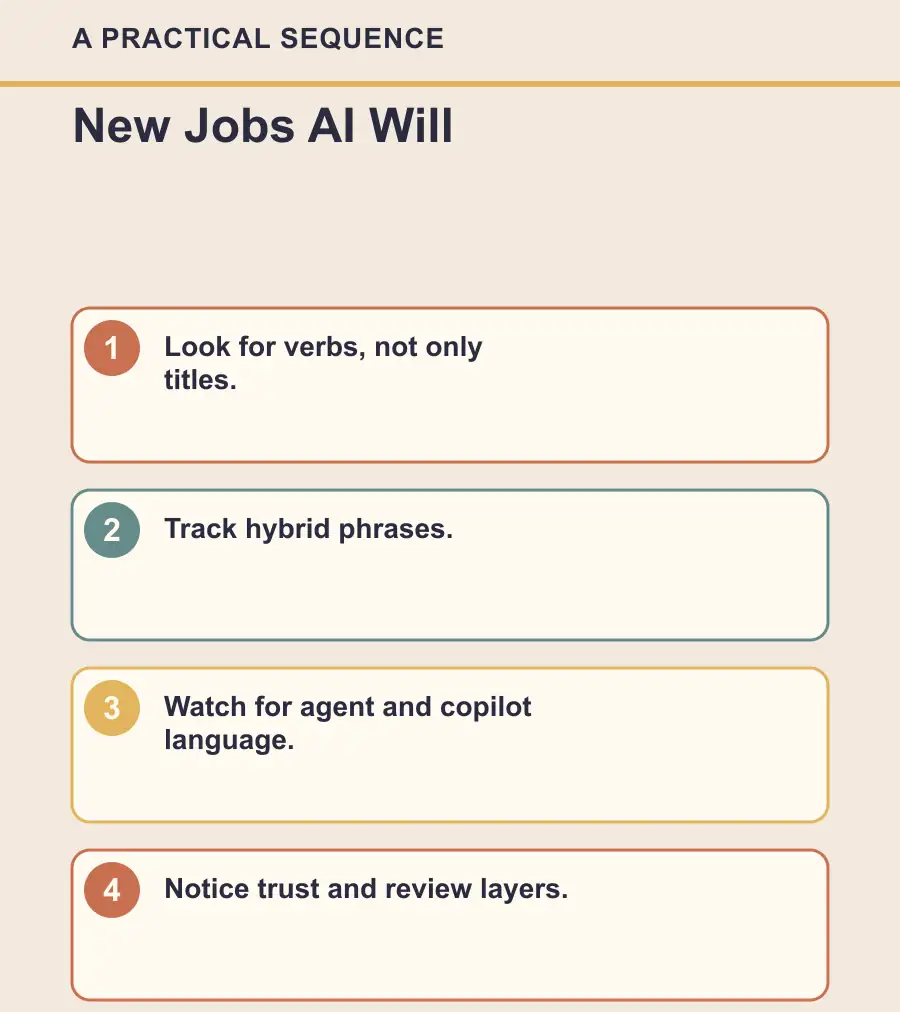 A PRACTICAL SEQUENCE
New Jobs AI Will
1
Look for verbs, not only
titles.
2
Track hybrid phrases.
3
Watch for agent and copilot
language.
4
Notice trust and review layers.